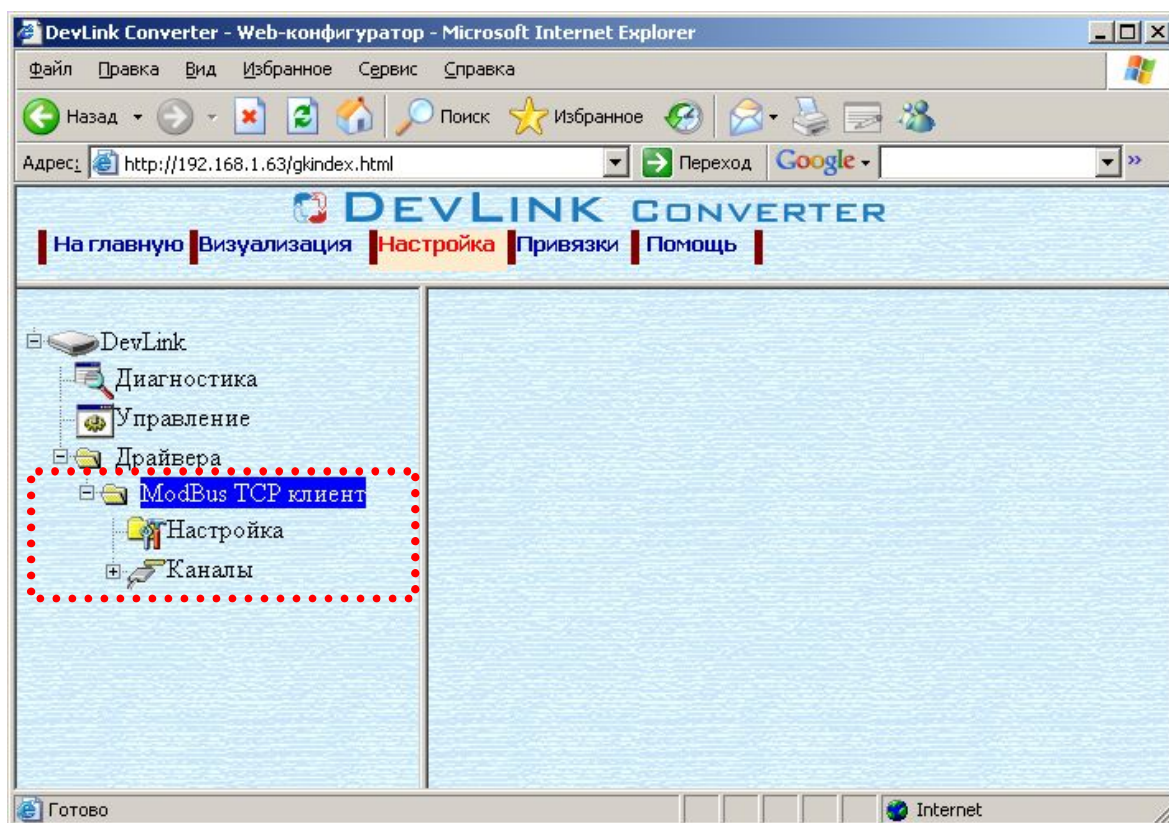 DevLink Converter - Web-конфигуратор - Microsoft Internet Explorer
Файл Правка Вид Избранное Сервис Справка
Назад Поиск Избранное
Адрес: http://192.168.1.63/gkindex.html Переход Google »
DEVLINK CONVERTER
На главную Визуализация Настройка Привязки Помощь
DevLink
Диагностика
Управление
Драйвера
ModBus TCP клиент
Настройка
Каналы
Готово Internet